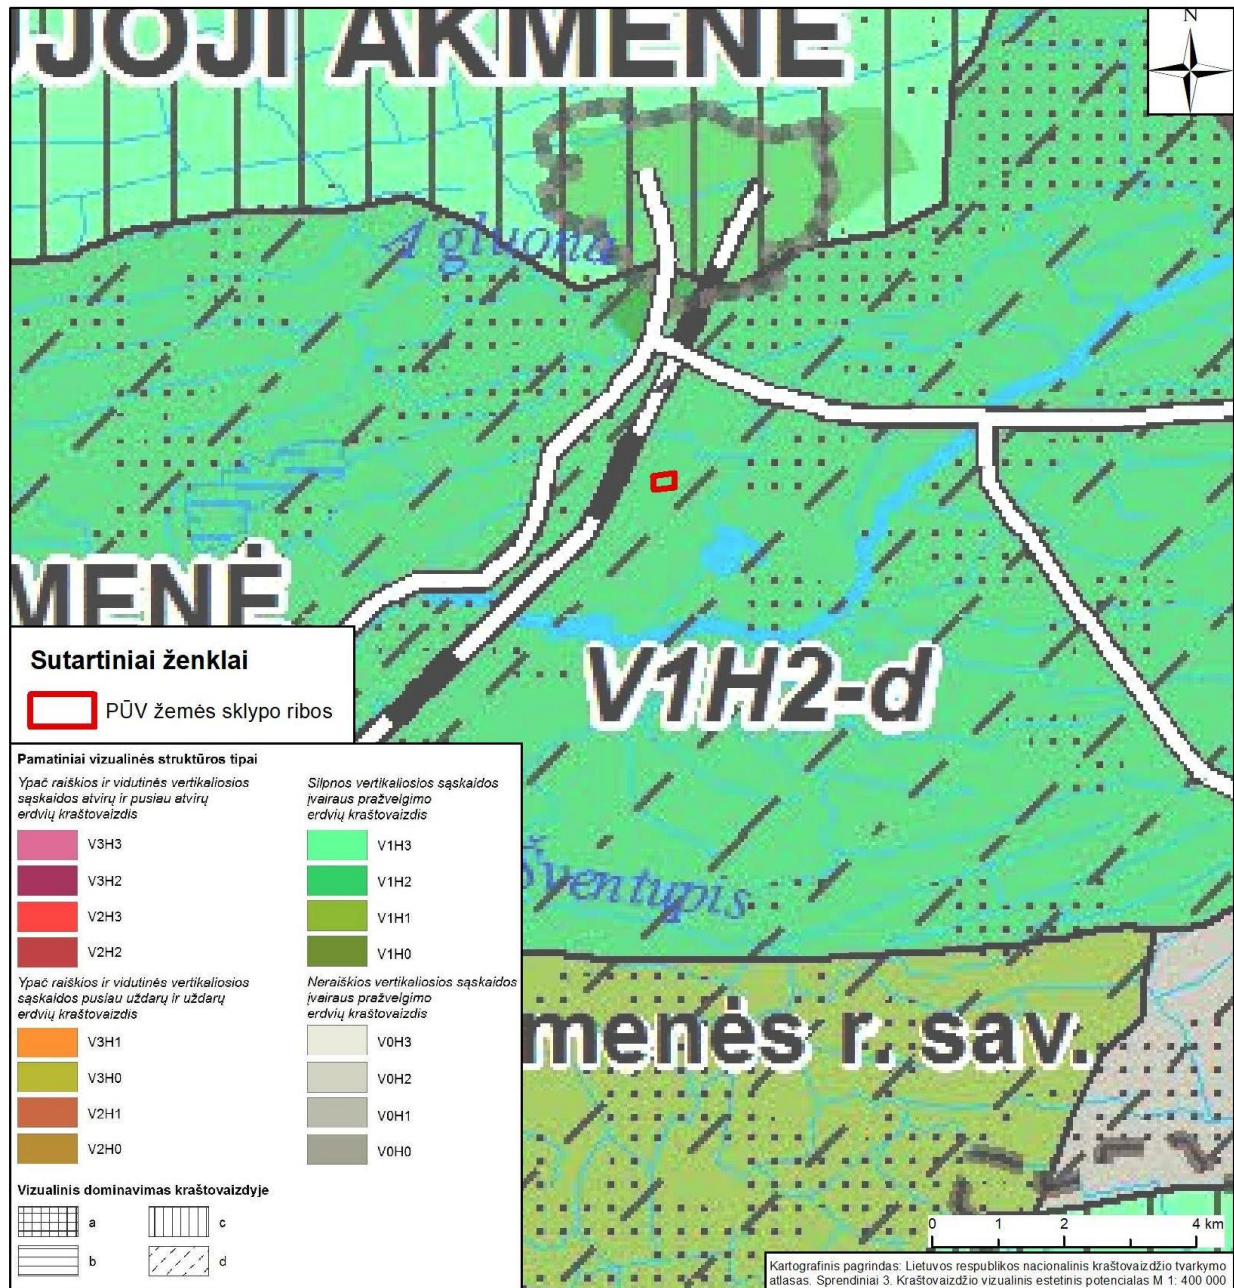 UJOJI AKMENĖ
N
Agluona
MENĖ
V1H2-d
Šventupis
menės r. sav.
Sutartiniai ženklai
PŪV žemės sklypo ribos
Pamatiniai vizualinės struktūros tipai
Ypač raiškios ir vidutinės vertikaliosios
sąskaidos atvirų ir pusiau atvirų
erdvių kraštovaizdis
V3H3
V3H2
V2H3
V2H2
Ypač raiškios ir vidutinės vertikaliosios
sąskaidos pusiau uždarų ir uždarų
erdvių kraštovaizdis
V3H1
V3H0
V2H1
V2H0
Silpnos vertikaliosios sąskaidos
įvairaus pražvelgimo
erdvių kraštovaizdis
V1H3
V1H2
V1H1
V1H0
Neraiškios vertikaliosios sąskaidos
įvairaus pražvelgimo
erdvių kraštovaizdis
V0H3
V0H2
V0H1
V0H0
Vizualinis dominavimas kraštovaizdyje
a
b
c
d
0 1 2 4 km
Kartografinis pagrindas: Lietuvos respublikos nacionalinis kraštovaizdžio tvarkymo
atlasas. Sprendiniai 3. Kraštovaizdžio vizualinis estetinis potencialas M 1: 400 000